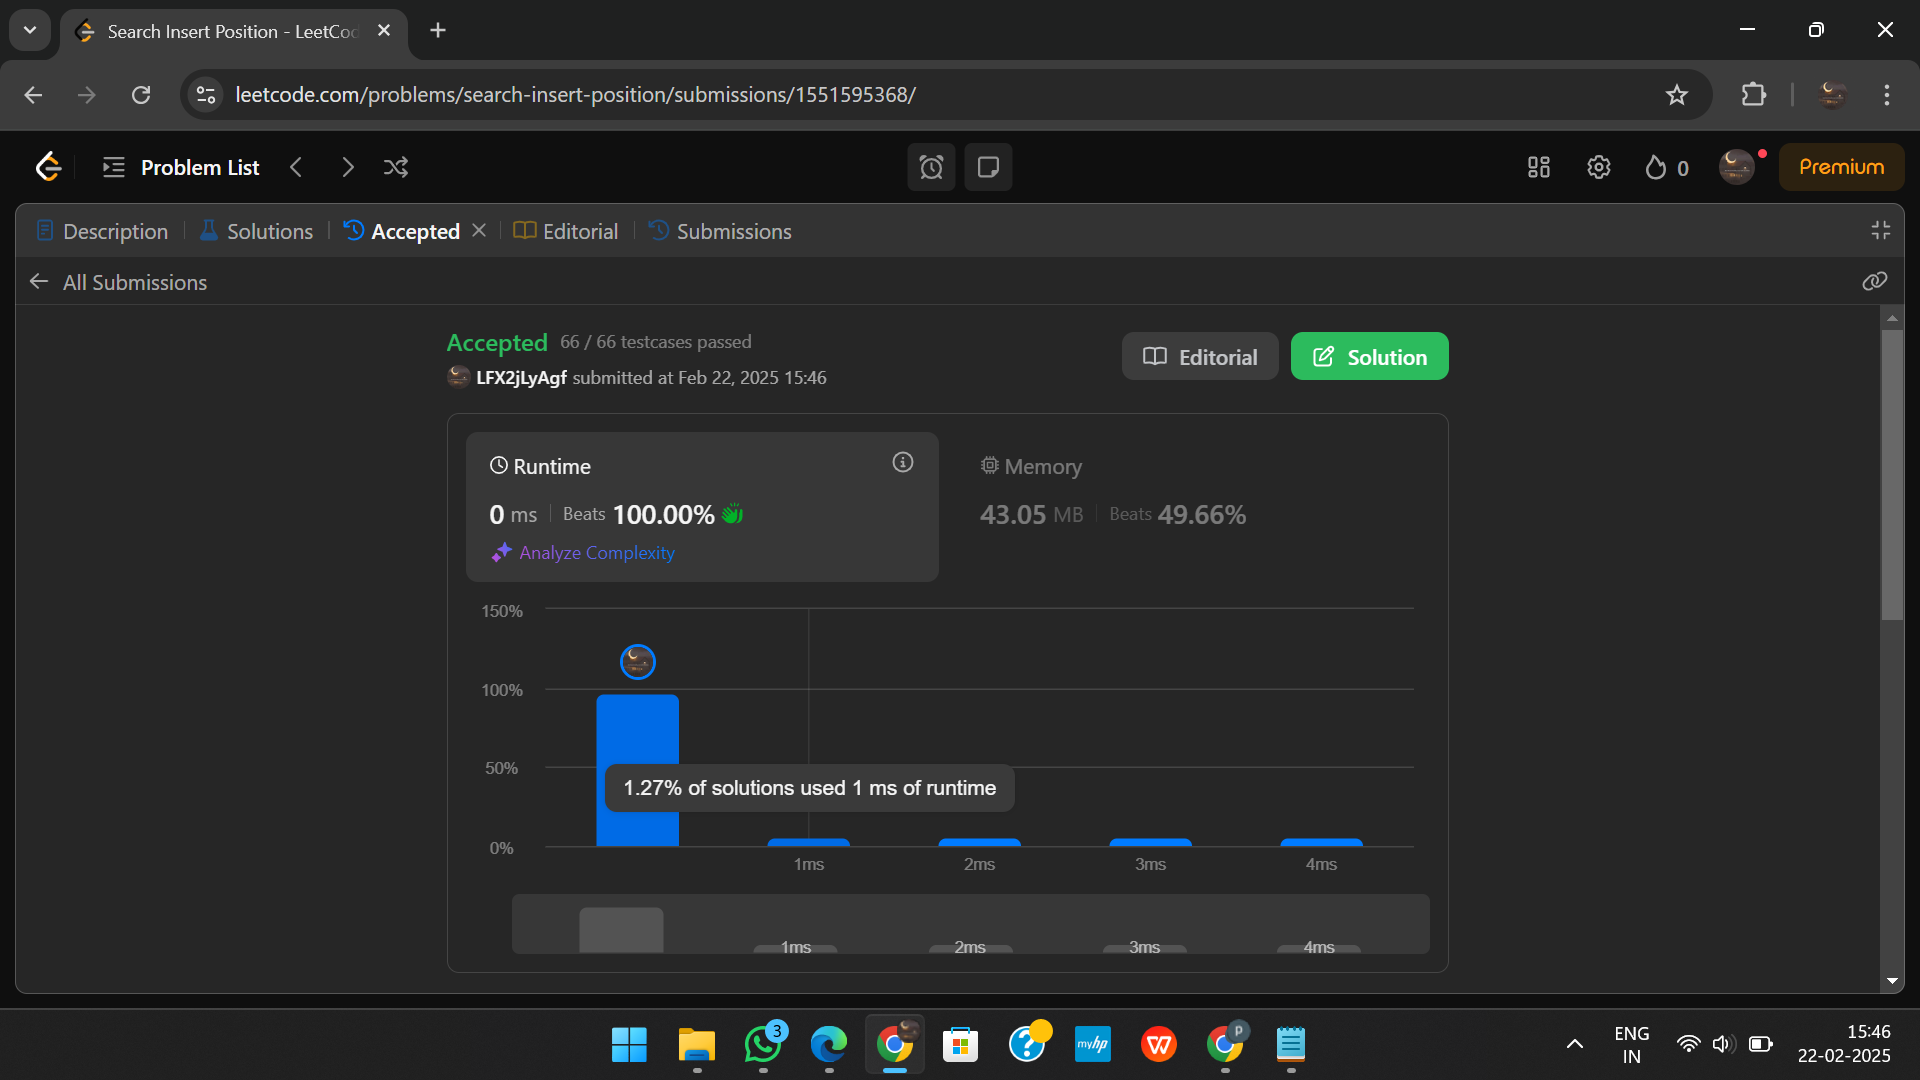 Search Insert Position - LeetCod
leetcode.com/problems/search-insert-position/submissions/1551595368/
Problem List
0
Premium
Description
Solutions
Accepted
Editorial
Submissions
All Submissions
Accepted 66 / 66 testcases passed
LFX2jLyAgf submitted at Feb 22, 2025 15:46
Editorial
Solution
Runtime
0 ms Beats 100.00%
Analyze Complexity
Memory
43.05 MB Beats 49.66%
150%
100%
50%
0%
1.27% of solutions used 1 ms of runtime
1ms 2ms 3ms 4ms
1ms 2ms 3ms 4ms
3
?
myhp
W
p
ENG
IN
15:46
22-02-2025